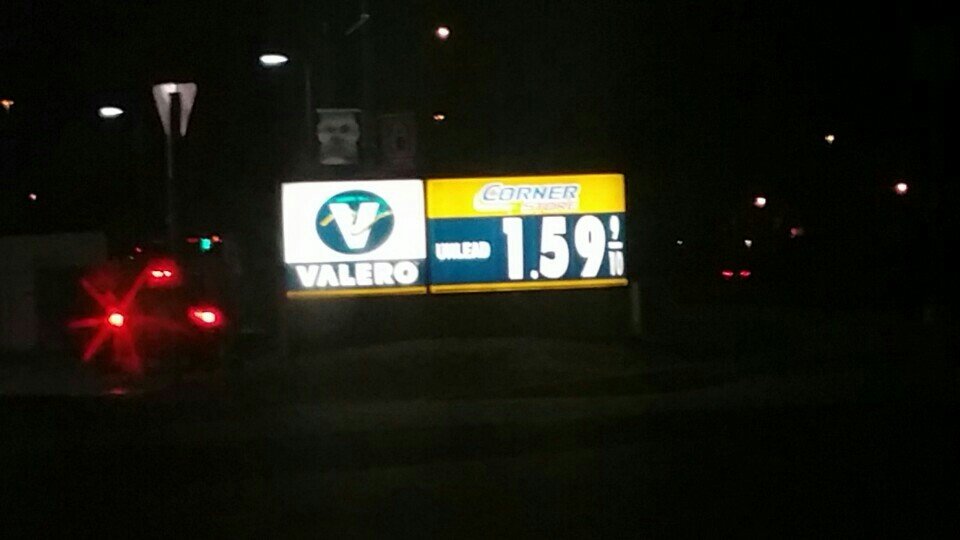 V
VALERO
CORNER
STORE
UNLEAD 1.59 9/10